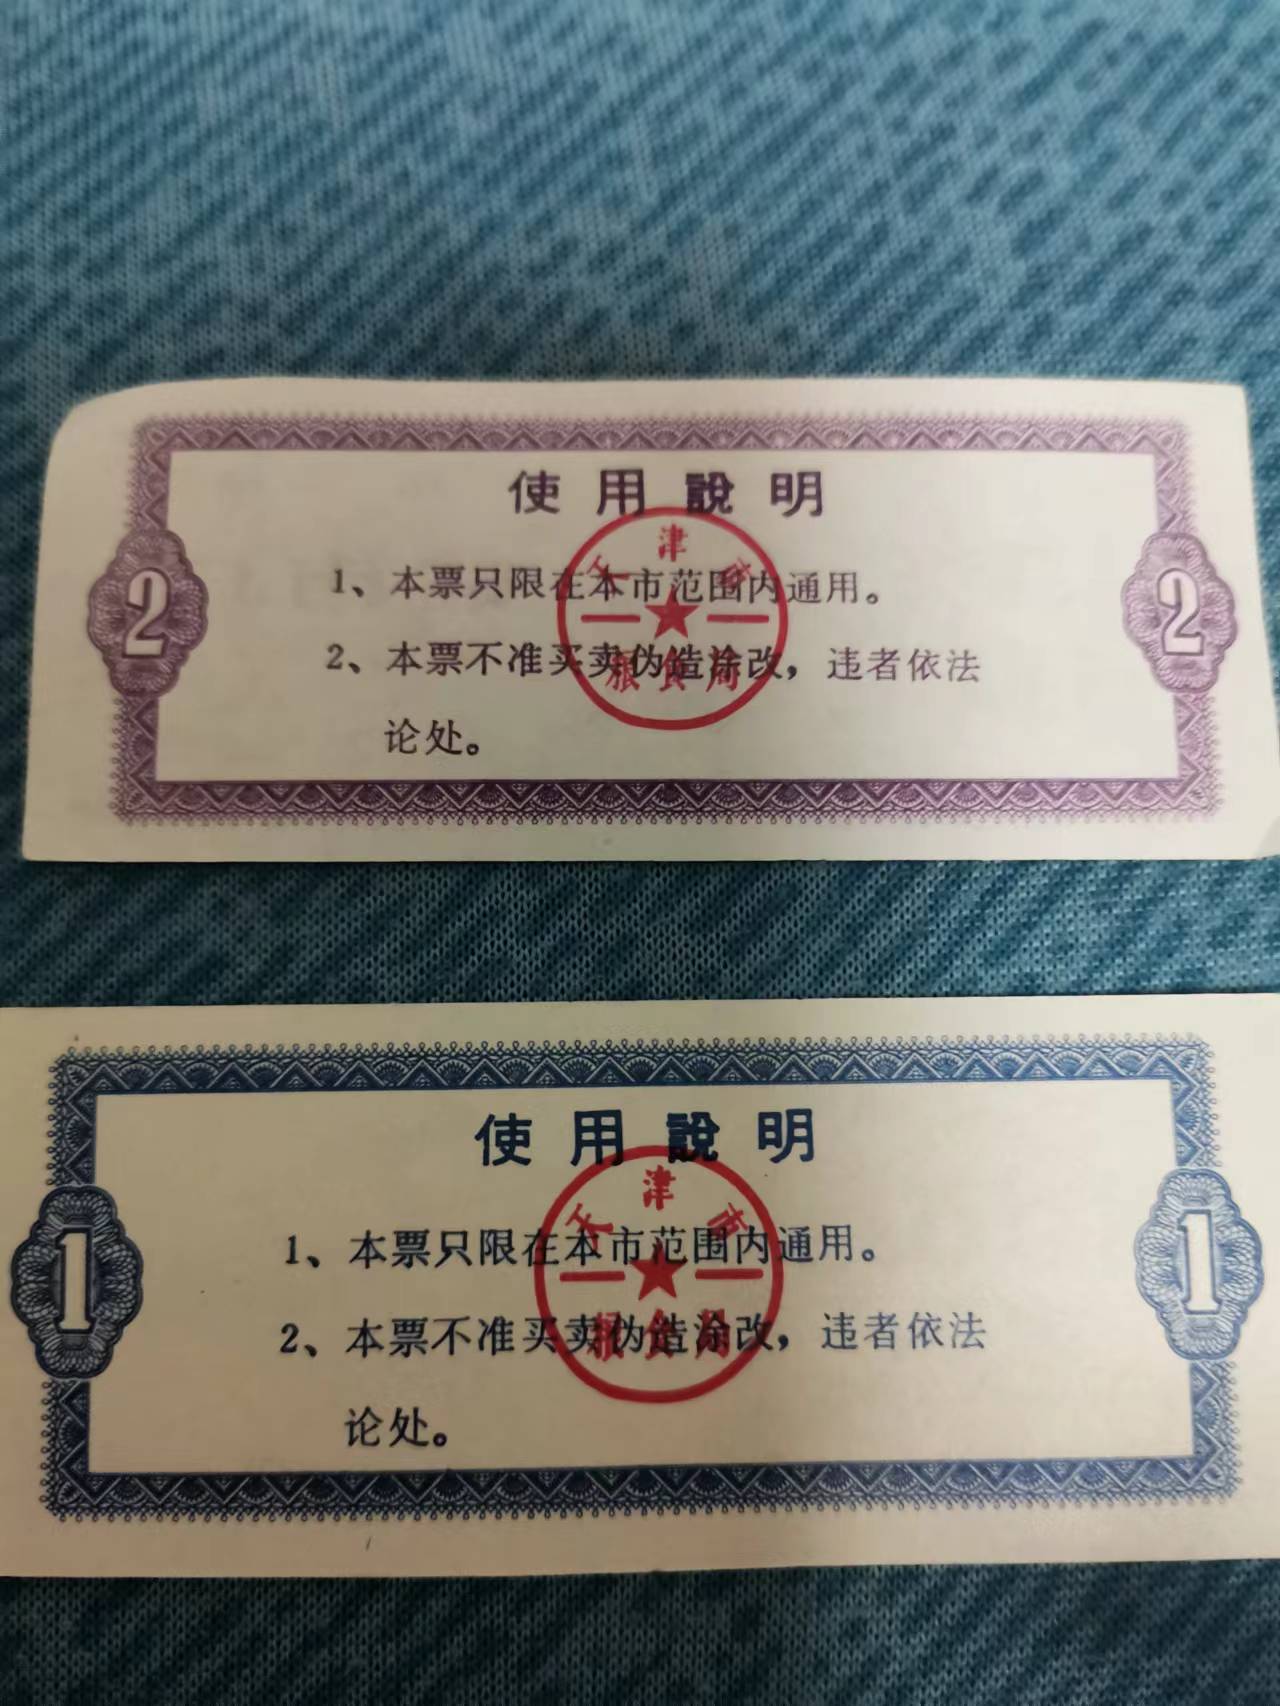 使用說明
1、本票只限在本市范围内通用。
2、本票不准买卖伪造涂改，违者依法
论处。
天津市
粮食局
2
2
使用說明
1、本票只限在本市范围内通用。
2、本票不准买卖伪造涂改，违者依法
论处。
天津市
粮食局
1
1